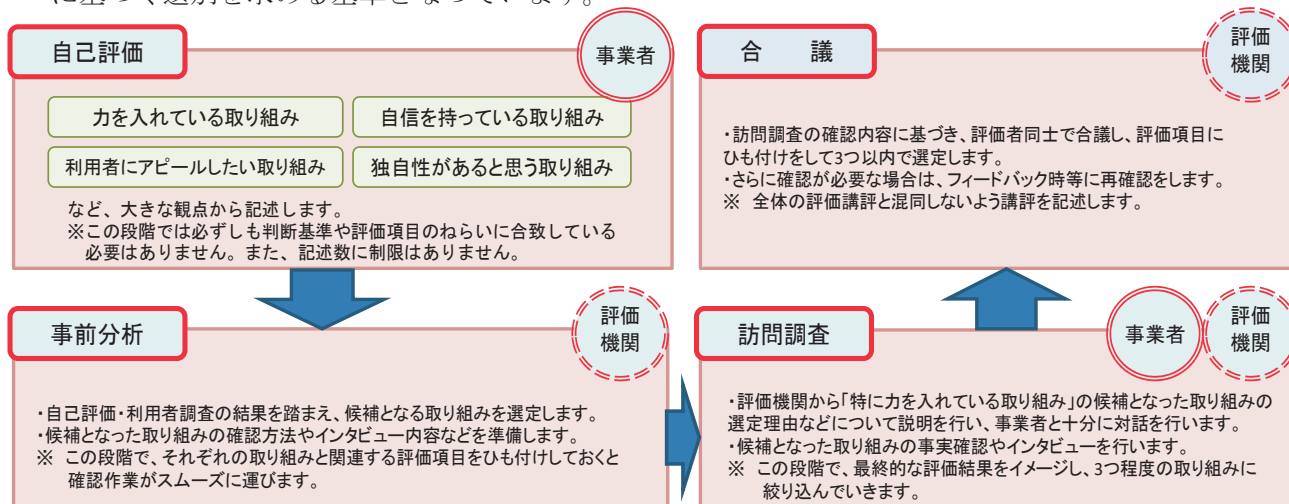 に基づく選別を求める基準となっています。
自己評価
事業者
力を入れている取り組み
自信を持っている取り組み
利用者にアピールしたい取り組み
独自性があると思う取り組み
など、大きな観点から記述します。
※この段階では必ずしも判断基準や評価項目のねらいに合致している
必要はありません。また、記述数に制限はありません。
事前分析
評価
機関
・自己評価・利用者調査の結果を踏まえ、候補となる取り組みを選定します。
・候補となった取り組みの確認方法やインタビュー内容などを準備します。
※ この段階で、それぞれの取り組みと関連する評価項目をひも付けしておくと
確認作業がスムーズに運びます。
訪問調査
事業者
評価
機関
・評価機関から「特に力を入れている取り組み」の候補となった取り組みの
選定理由などについて説明を行い、事業者と十分に対話を行います。
・候補となった取り組みの事実確認やインタビューを行います。
※ この段階で、最終的な評価結果をイメージし、3つ程度の取り組みに
絞り込んでいきます。
合 議
評価
機関
・訪問調査の確認内容に基づき、評価者同士で合議し、評価項目に
ひも付けをして3つ以内で選定します。
・さらに確認が必要な場合は、フィードバック時等に再確認をします。
※ 全体の評価講評と混同しないよう講評を記述します。